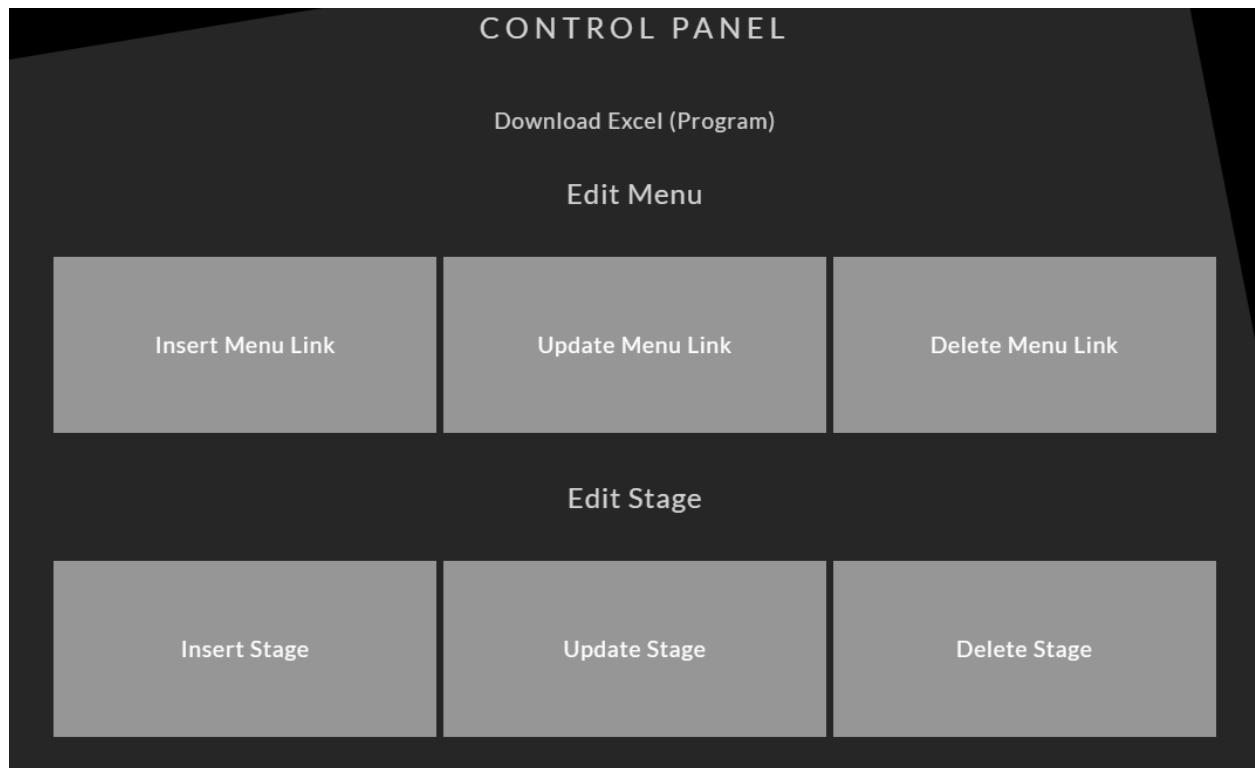 CONTROL PANEL
Download Excel (Program)
Edit Menu
Insert Menu Link
Update Menu Link
Delete Menu Link
Edit Stage
Insert Stage
Update Stage
Delete Stage